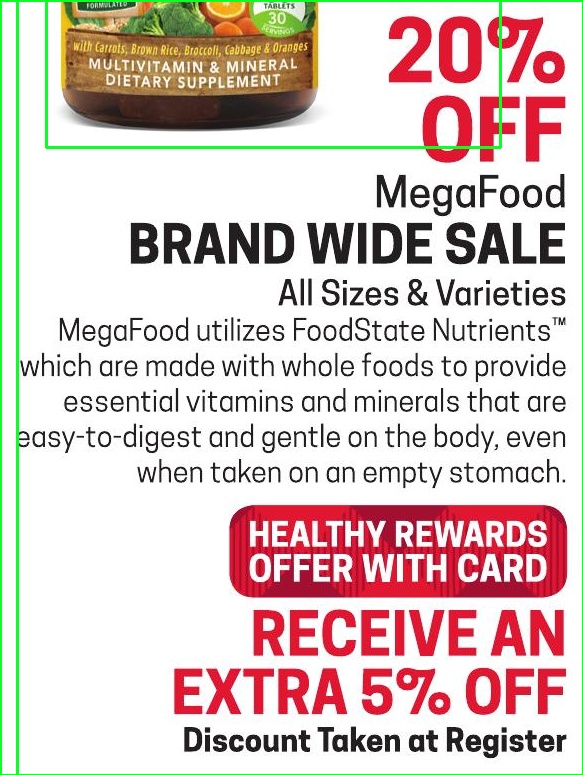 FORMULATED
TABLETS
30
SERVINGS
with Carrots, Brown Rice, Broccoli, Cabbage & Oranges
MULTIVITAMIN & MINERAL
DIETARY SUPPLEMENT
20%
OFF
MegaFood
BRAND WIDE SALE
All Sizes & Varieties
MegaFood utilizes FoodState Nutrients™
which are made with whole foods to provide
essential vitamins and minerals that are
easy-to-digest and gentle on the body, even
when taken on an empty stomach.
HEALTHY REWARDS
OFFER WITH CARD
RECEIVE AN
EXTRA 5% OFF
Discount Taken at Register